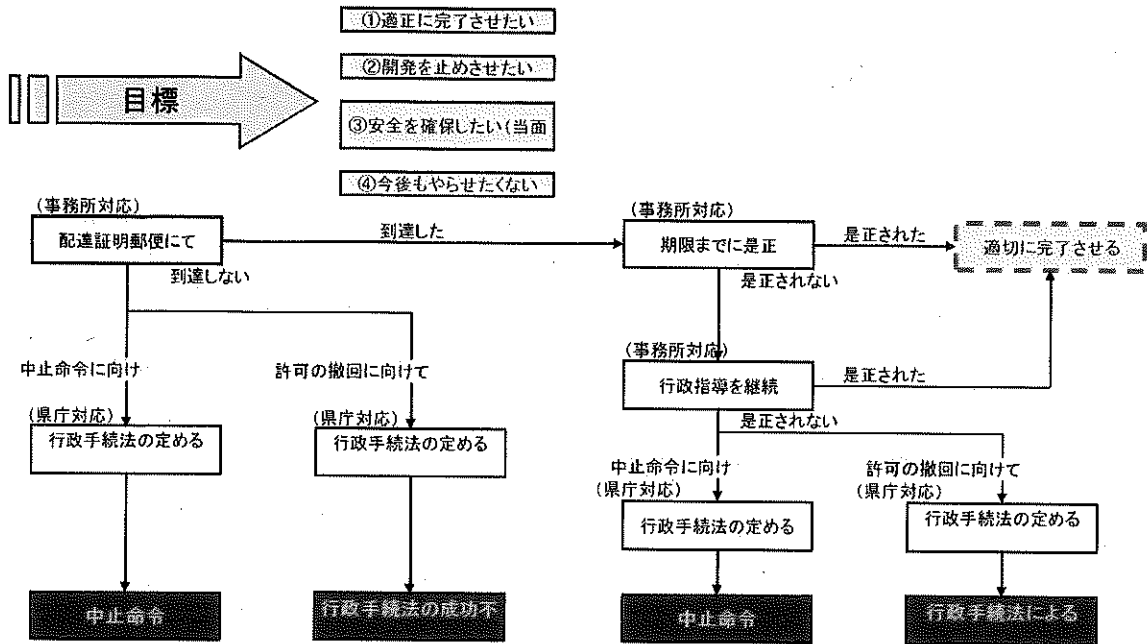 ①適正に完了させたい
②開発を止めさせたい
目標
③安全を確保したい(当面
④今後もやらせたくない
(事務所対応)
配達証明郵便にて
到達した
到達しない
(事務所対応)
期限までに是正
是正された
適切に完了させる
是正されない
中止命令に向け
許可の撤回に向けて
(事務所対応)
行政指導を継続
是正された
是正されない
(県庁対応)
行政手続法の定める
(県庁対応)
行政手続法の定める
中止命令に向け
(県庁対応)
行政手続法の定める
許可の撤回に向けて
(県庁対応)
行政手続法の定める
中止命令
行政手続法の成功不
中止命令
行政手続法による